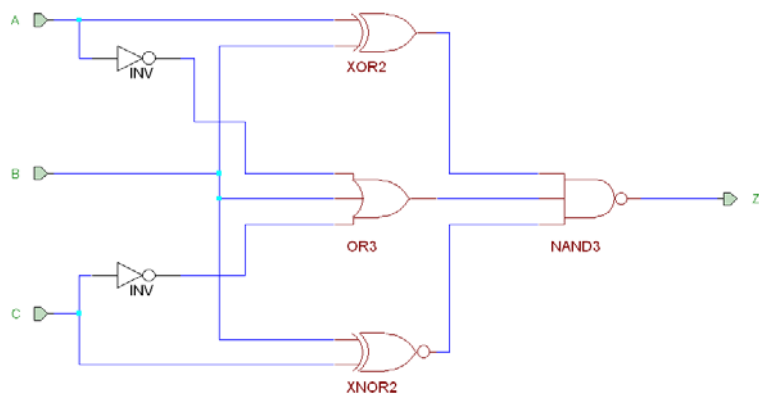 A
INV
XOR2
B
Z
OR3
NAND3
INV
C
XNOR2